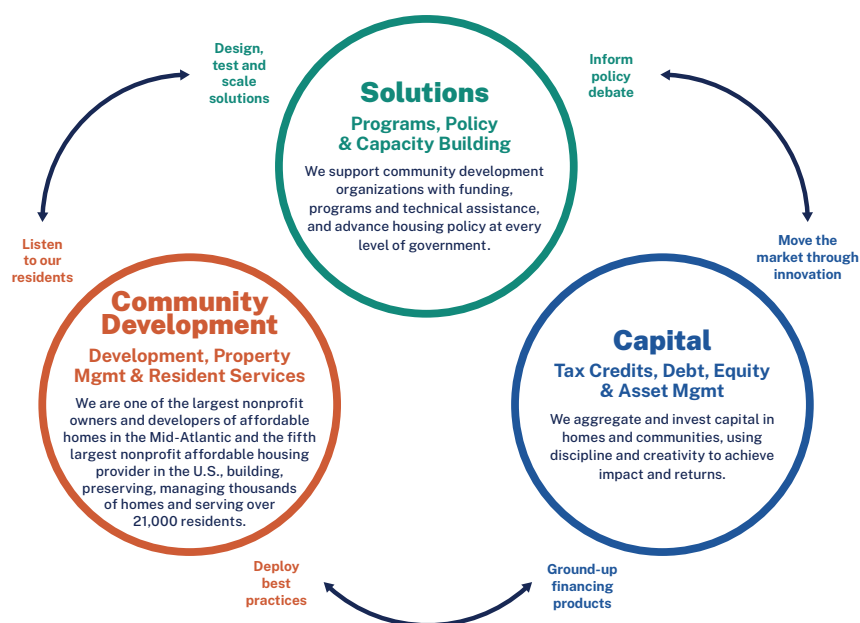 Design,
test and
scale
solutions
Inform
policy
debate
Solutions
Programs, Policy
& Capacity Building
We support community development
organizations with funding,
programs and technical assistance,
and advance housing policy at every
level of government.
Listen
to our
residents
Move the
market through
innovation
Community
Development
Development, Property
Mgmt & Resident Services
We are one of the largest nonprofit
owners and developers of affordable
homes in the Mid-Atlantic and the fifth
largest nonprofit affordable housing
provider in the U.S., building,
preserving, managing thousands
of homes and serving over
21,000 residents.
Capital
Tax Credits, Debt, Equity
& Asset Mgmt
We aggregate and invest capital in
homes and communities, using
discipline and creativity to achieve
impact and returns.
Deploy
best
practices
Ground-up
financing
products